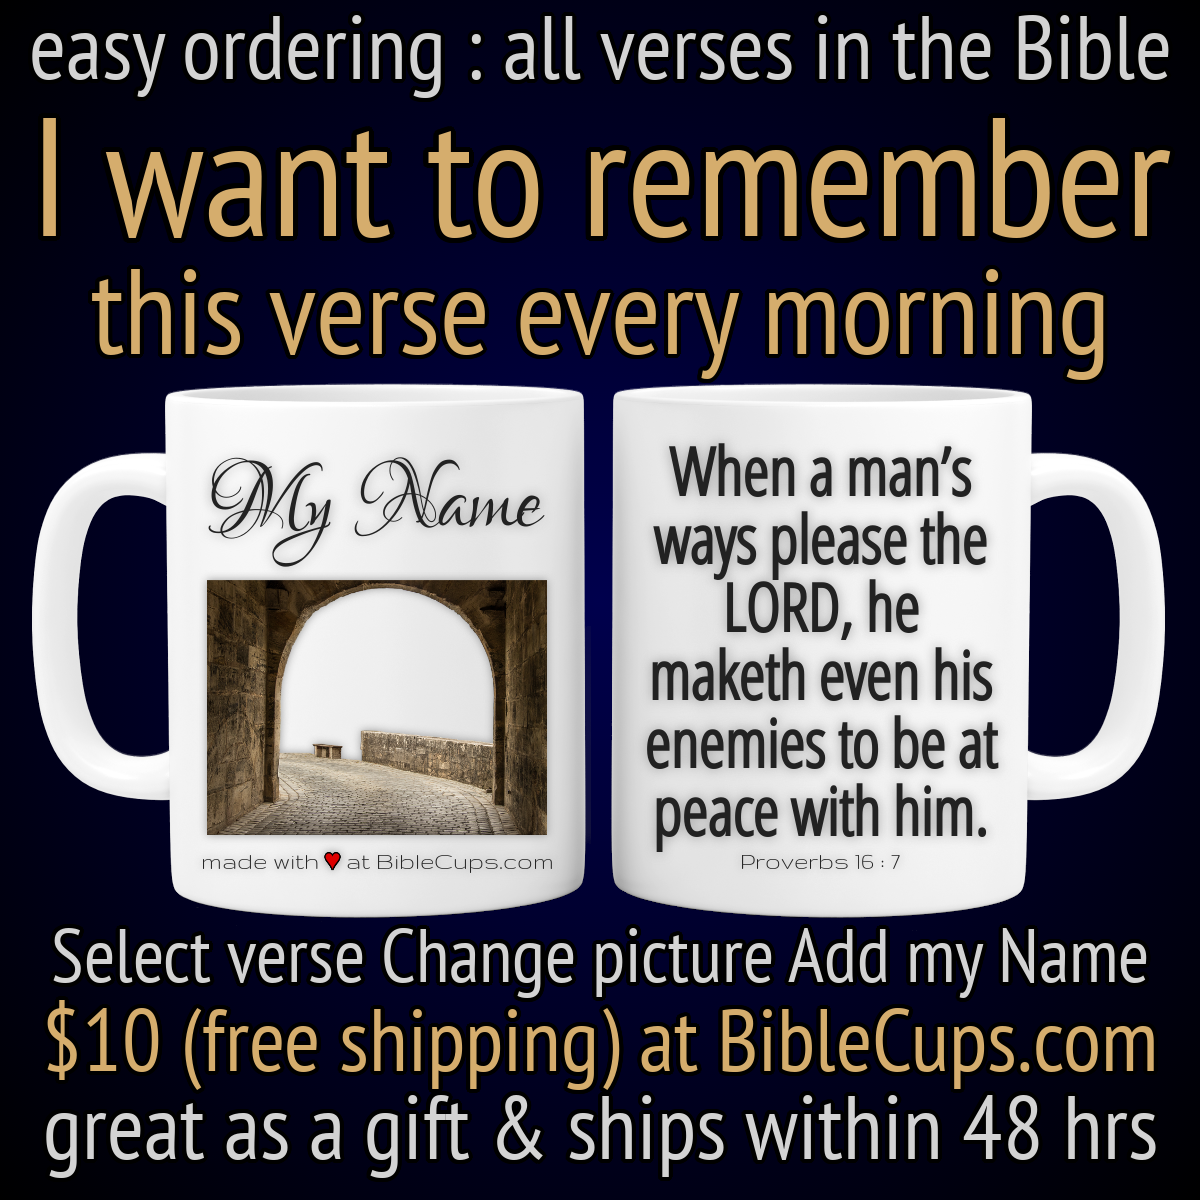 easy ordering : all verses in the Bible
I want to remember
this verse every morning
My Name
made with ❤ at BibleCups.com
When a man’s
ways please the
LORD, he
maketh even his
enemies to be at
peace with him.
Proverbs 16 : 7
Select verse Change picture Add my Name
$10 (free shipping) at BibleCups.com
great as a gift & ships within 48 hrs